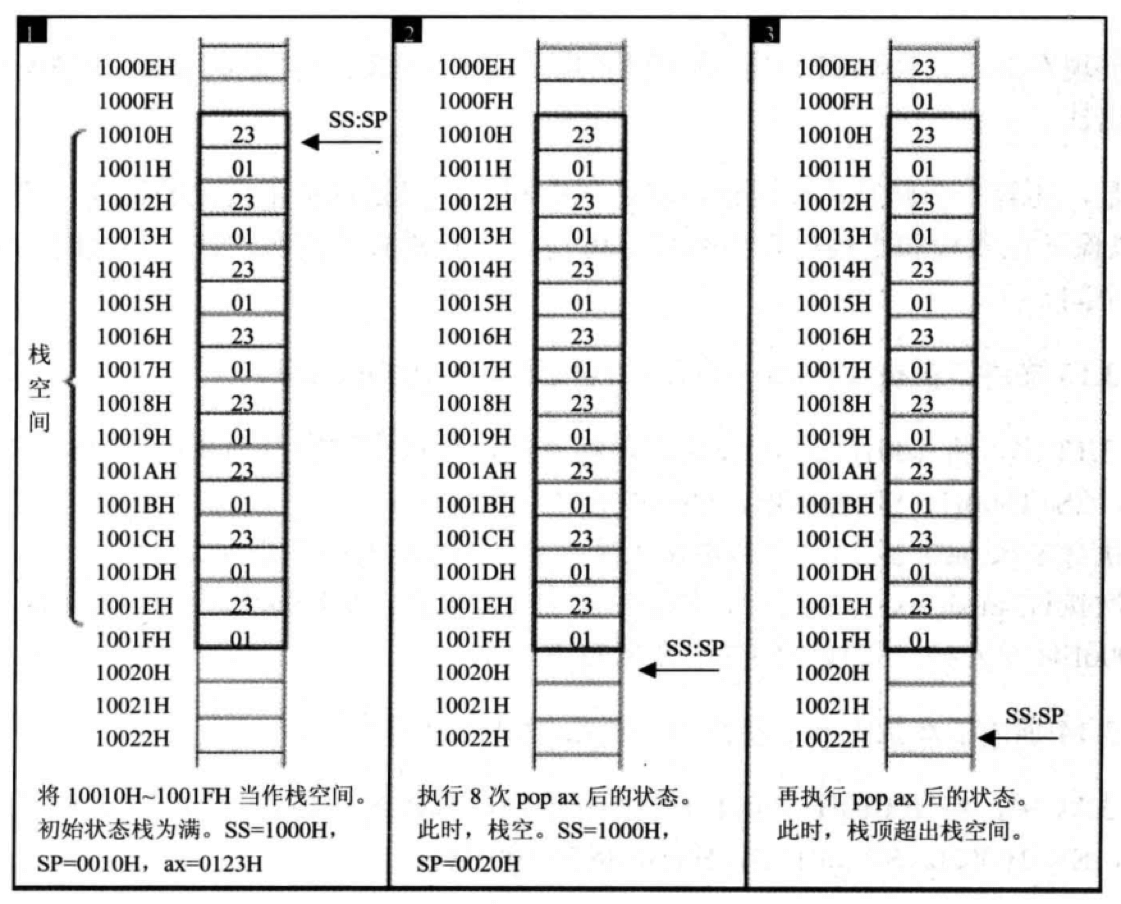 1
1000EH
1000FH
10010H 23 SS:SP
10011H 01
10012H 23
10013H 01
10014H 23
10015H 01
10016H 23
10017H 01
10018H 23
10019H 01
1001AH 23
1001BH 01
1001CH 23
1001DH 01
1001EH 23
1001FH 01
10020H
10021H
10022H
栈
空
间
将 10010H~1001FH 当作栈空间。
初始状态栈为满。SS=1000H，
SP=0010H，ax=0123H
2
1000EH
1000FH
10010H 23
10011H 01
10012H 23
10013H 01
10014H 23
10015H 01
10016H 23
10017H 01
10018H 23
10019H 01
1001AH 23
1001BH 01
1001CH 23
1001DH 01
1001EH 23
1001FH 01
10020H SS:SP
10021H
10022H
执行 8 次 pop ax 后的状态。
此时，栈空。SS=1000H，
SP=0020H
3
1000EH 23
1000FH 01
10010H 23
10011H 01
10012H 23
10013H 01
10014H 23
10015H 01
10016H 23
10017H 01
10018H 23
10019H 01
1001AH 23
1001BH 01
1001CH 23
1001DH 01
1001EH 23
1001FH 01
10020H
10021H
10022H SS:SP
再执行 pop ax 后的状态。
此时，栈顶超出栈空间。